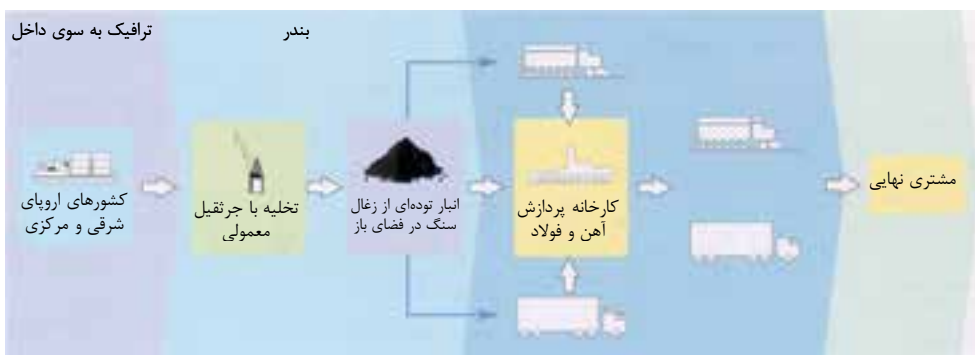 ترافیک به سوی داخل
بندر
کشورهای اروپای
شرقی و مرکزی
تخلیه با جرثقیل
معمولی
انبار توده‌ای از زغال
سنگ در فضای باز
کارخانه پردازش
آهن و فولاد
مشتری نهایی